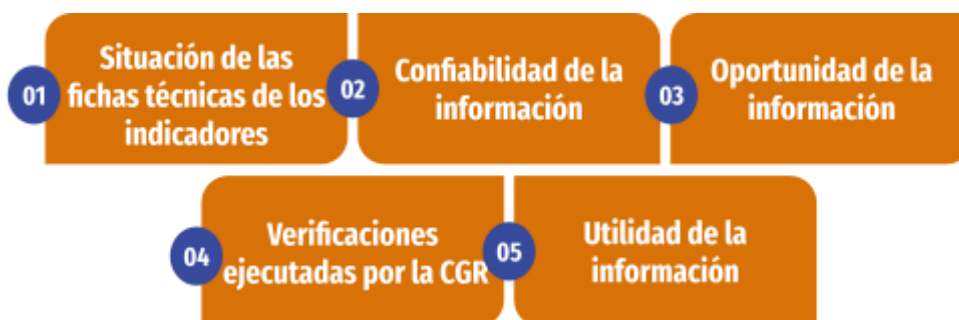 01
Situación de las
fichas técnicas de los
indicadores
02
Confiabilidad de la
información
03
Oportunidad de la
información
04
Verificaciones
ejecutadas por la CGR
05
Utilidad de la
información